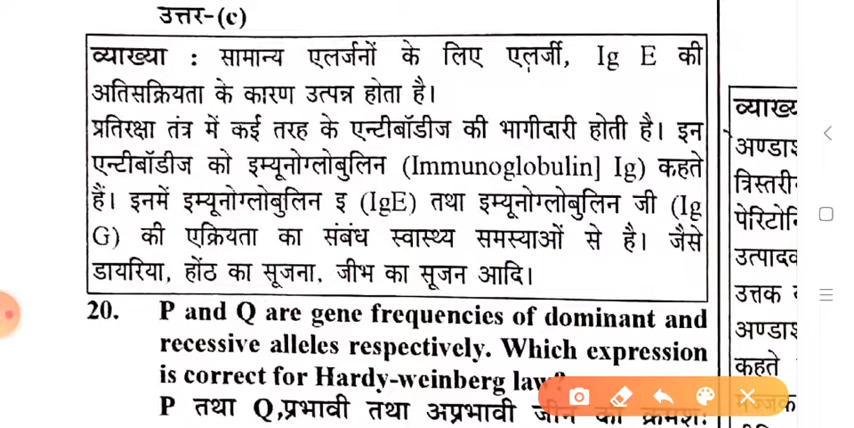 उत्तर-(c)
व्याख्या : सामान्य एलर्जनों के लिए एलर्जी, Ig E की
अतिसक्रियता के कारण उत्पन्न होता है।
प्रतिरक्षा तंत्र में कई तरह के एन्टीबॉडीज की भागीदारी होती है। इन
एन्टीबॉडीज को इम्यूनोग्लोबुलिन (Immunoglobulin] Ig) कहते
हैं। इनमें इम्यूनोग्लोबुलिन इ (IgE) तथा इम्यूनोग्लोबुलिन जी (Ig
G) की एक्रियता का संबंध स्वास्थ्य समस्याओं से है। जैसे
डायरिया, होंठ का सूजना, जीभ का सूजन आदि।
20. P and Q are gene frequencies of dominant and
recessive alleles respectively. Which expression
is correct for Hardy-weinberg law?
P तथा Q,प्रभावी तथा अप्रभावी जीन का क्रमशः
व्याख्य
अण्डाश
त्रिस्तरी
पेरिटोनि
उत्पादव
उत्तक
अण्डाश
कहते